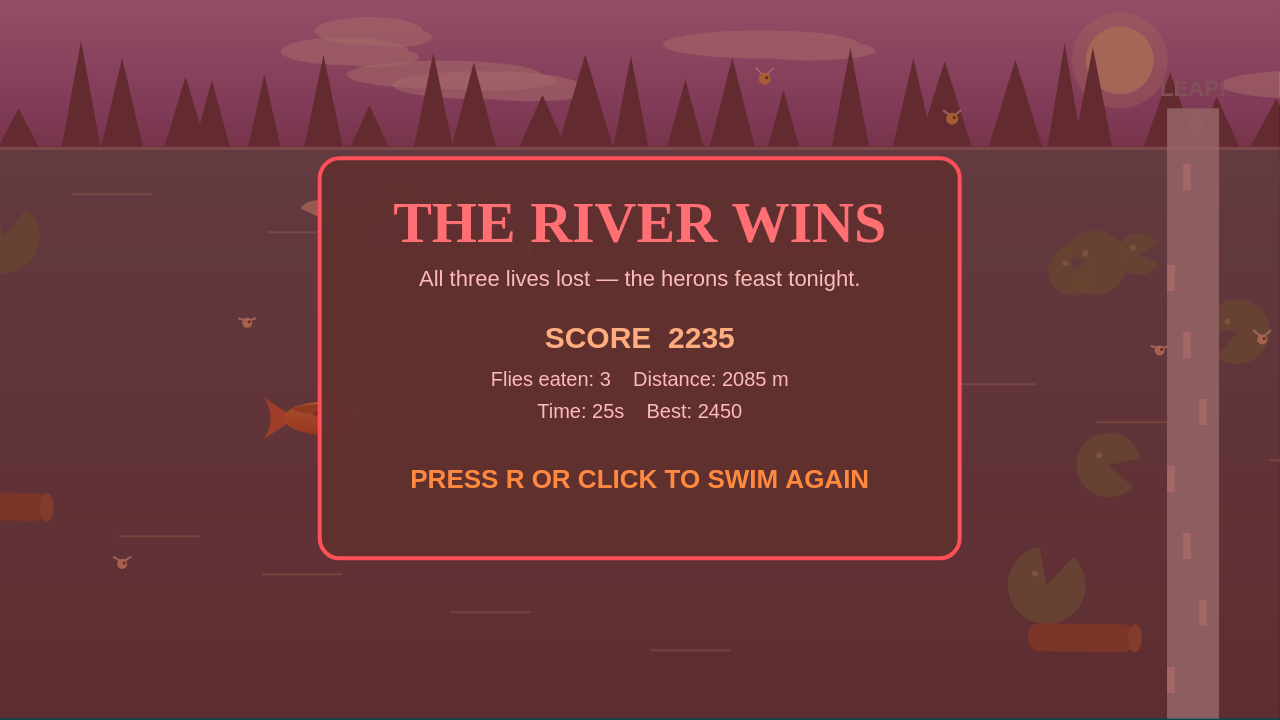 LEAP!
THE RIVER WINS
All three lives lost — the herons feast tonight.
SCORE 2235
Flies eaten: 3 Distance: 2085 m
Time: 25s Best: 2450
PRESS R OR CLICK TO SWIM AGAIN